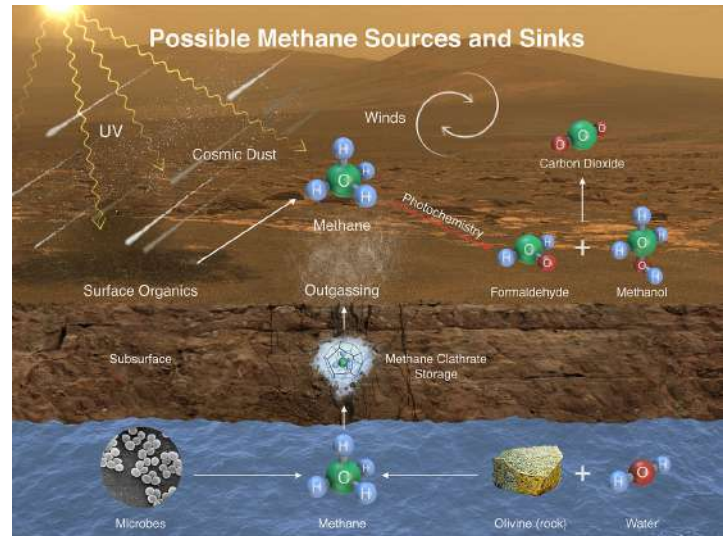 Possible Methane Sources and Sinks
UV
Cosmic Dust
Winds
H
H
H
H
O
Methane
O
O
O
Carbon Dioxide
Photochemistry
H
H
O
O
Formaldehyde
+
H
H
H
O
O
H
Methanol
Surface Organics
Outgassing
Subsurface
Methane Clathrate
Storage
Microbes
H
H
H
H
O
Methane
Olivine (rock)
+
H
O
H
Water